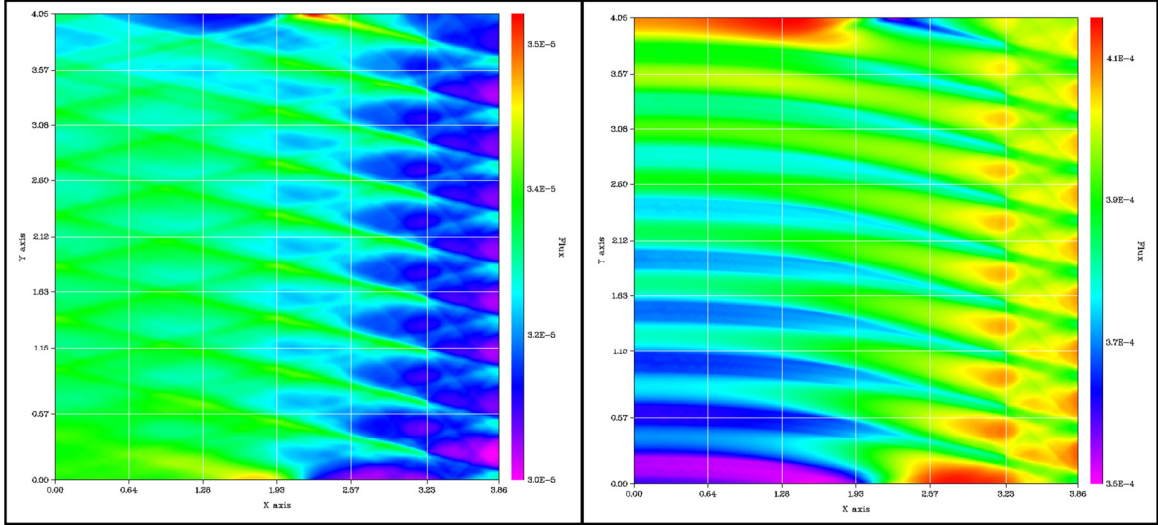 4.05
3.57
3.08
2.60
2.12
1.63
1.15
0.57
0.00
Y axis
0.00 0.64 1.28 1.93 2.57 3.23 3.86
X axis
3.5E-5
3.4E-5
3.2E-5
3.0E-5
Flux
4.05
3.57
3.08
2.60
2.12
1.63
0.57
0.00
axis
0.00 0.64 1.28 1.93 2.57 3.23 3.86
X axis
4.1E-4
3.9E-4
3.7E-4
3.5E-4
Flux